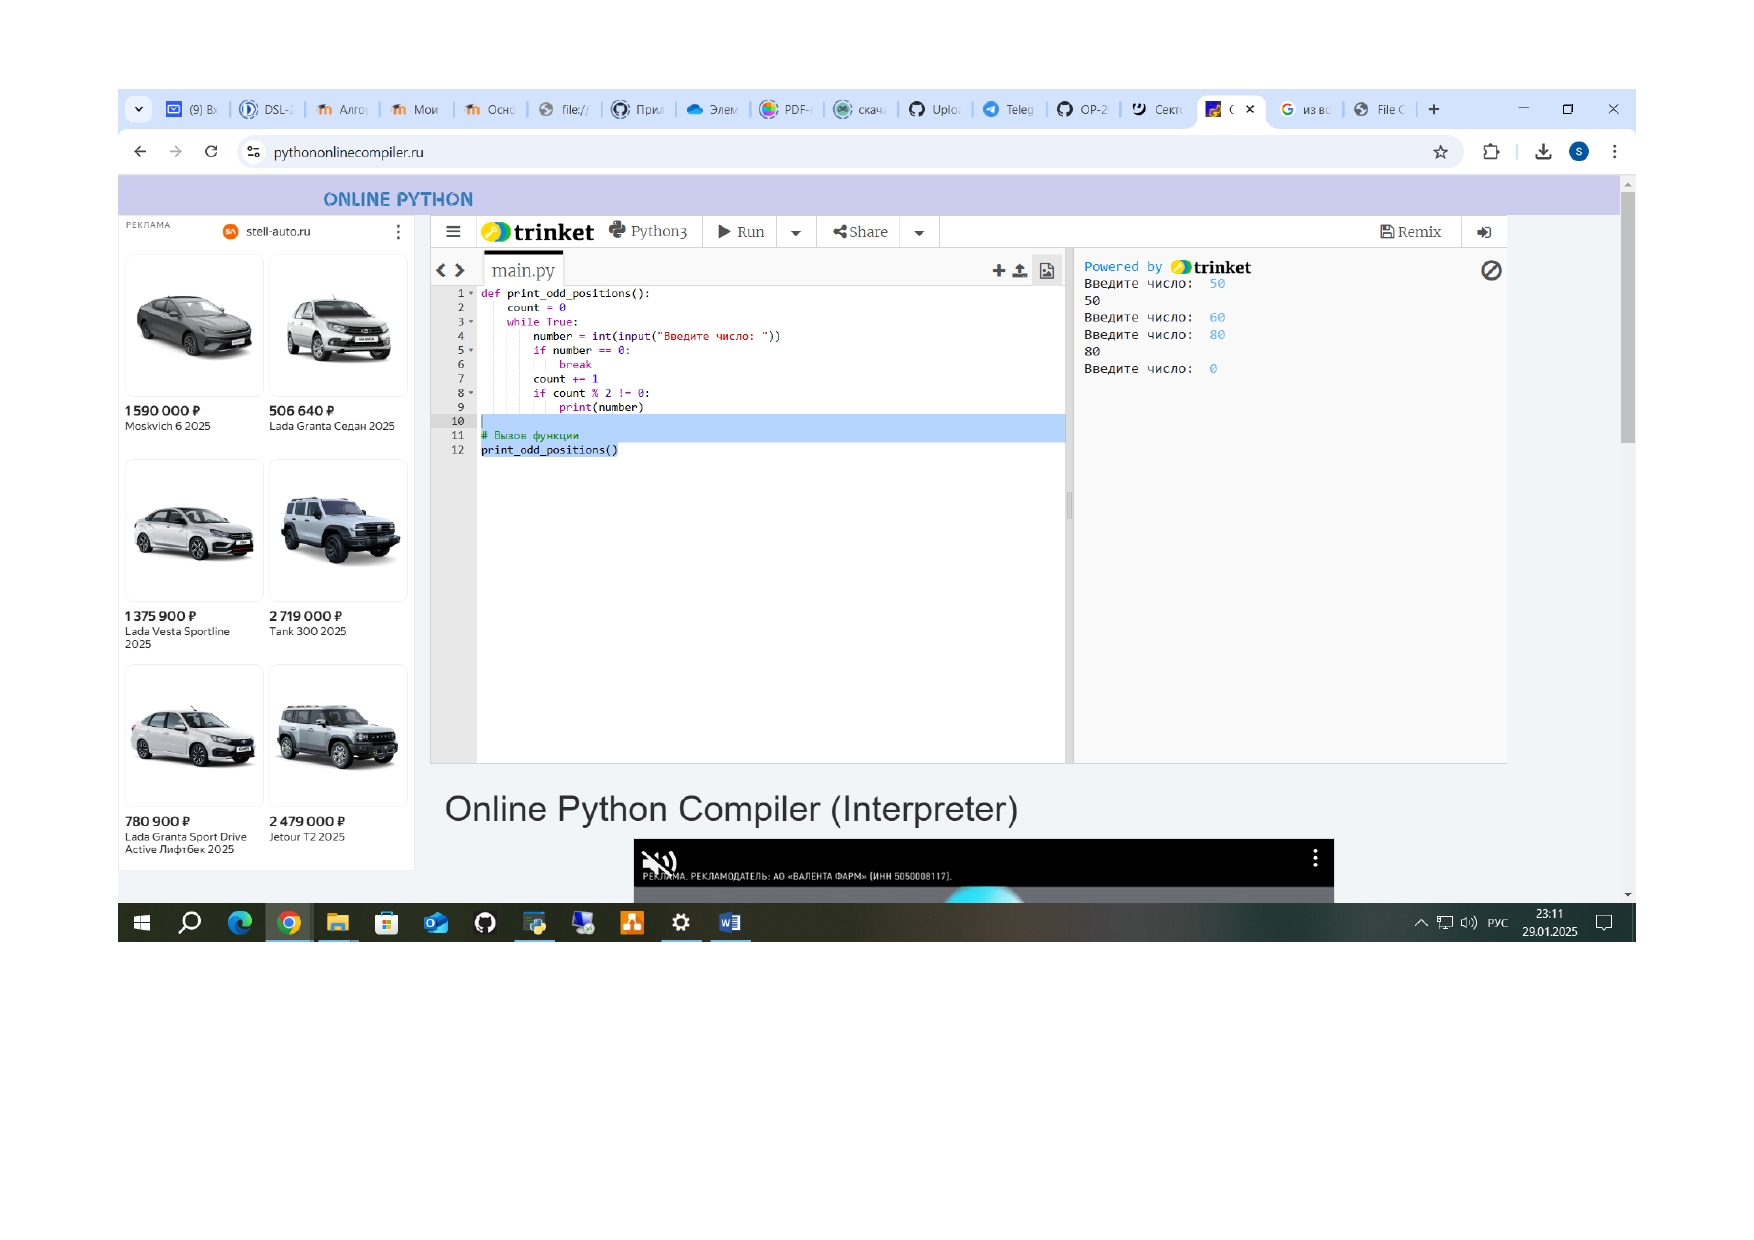 (9) Вх
DSL-2
Алгор
Мои
Осно
file://
Прил
Элем
PDF-
скача
Uploa
Teleg
OP-2
Секто
из вс
File C
pythononlinecompiler.ru
S
ONLINE PYTHON
РЕКЛАМА
stell-auto.ru
1 590 000 ₽
Moskvich 6 2025
506 640 ₽
Lada Granta Седан 2025
1 375 900 ₽
Lada Vesta Sportline
2025
2 719 000 ₽
Tank 300 2025
780 900 ₽
Lada Granta Sport Drive
Active Лифтбек 2025
2 479 000 ₽
Jetour T2 2025
trinket Python3 Run Share Remix
main.py
1 def print_odd_positions():
2 count = 0
3 while True:
4 number = int(input("Введите число: "))
5 if number == 0:
6 break
7 count += 1
8 if count % 2 != 0:
9 print(number)
10
11 # Вызов функции
12 print_odd_positions()
Powered by trinket
Введите число: 50
50
Введите число: 60
Введите число: 80
80
Введите число: 0
Online Python Compiler (Interpreter)
РЕКЛАМА. РЕКЛАМОДАТЕЛЬ: АО «ВАЛЕНТА ФАРМ» (ИНН 5050008117).
РУС
23:11
29.01.2025